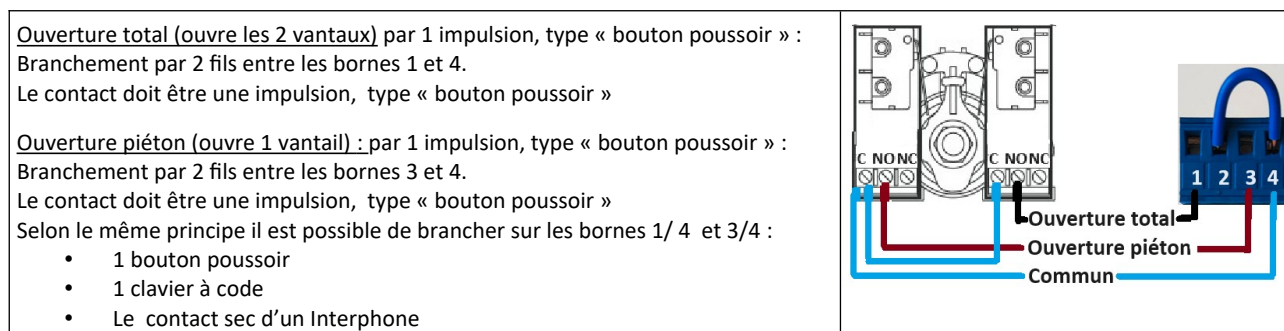 Ouverture total (ouvre les 2 vantaux) par 1 impulsion, type « bouton poussoir » :
Branchement par 2 fils entre les bornes 1 et 4.
Le contact doit être une impulsion,  type « bouton poussoir »
Ouverture piéton (ouvre 1 vantail) : par 1 impulsion, type « bouton poussoir » :
Branchement par 2 fils entre les bornes 3 et 4.
Le contact doit être une impulsion,  type « bouton poussoir »
Selon le même principe il est possible de brancher sur les bornes 1/ 4  et 3/4 :
• 1 bouton poussoir
• 1 clavier à code
• Le  contact sec d’un Interphone
C NO NC
C NO NC
1 2 3 4
Ouverture total
Ouverture piéton
Commun